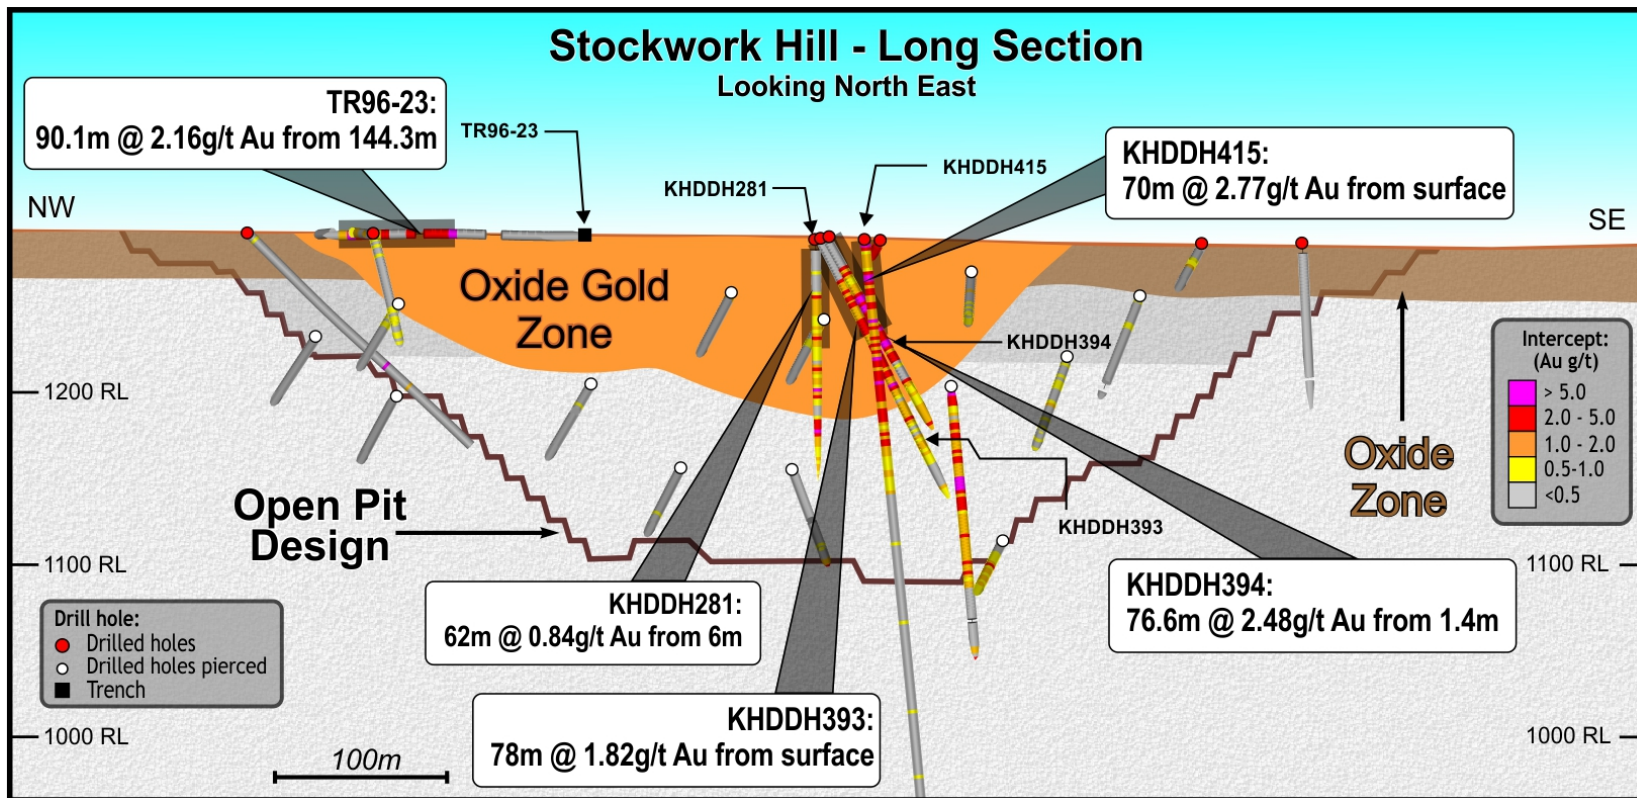 Stockwork Hill - Long Section
Looking North East
TR96-23:
90.1m @ 2.16g/t Au from 144.3m
TR96-23
KHDDH281
KHDDH415
KHDDH415:
70m @ 2.77g/t Au from surface
NW
SE
Oxide Gold
Zone
KHDDH394
Intercept:
(Au g/t)
> 5.0
2.0 - 5.0
1.0 - 2.0
0.5-1.0
<0.5
1200 RL
Oxide
Zone
Open Pit
Design
KHDDH393
1100 RL
1100 RL
KHDDH281:
62m @ 0.84g/t Au from 6m
KHDDH394:
76.6m @ 2.48g/t Au from 1.4m
Drill hole:
Drilled holes
Drilled holes pierced
Trench
KHDDH393:
78m @ 1.82g/t Au from surface
1000 RL
1000 RL
100m